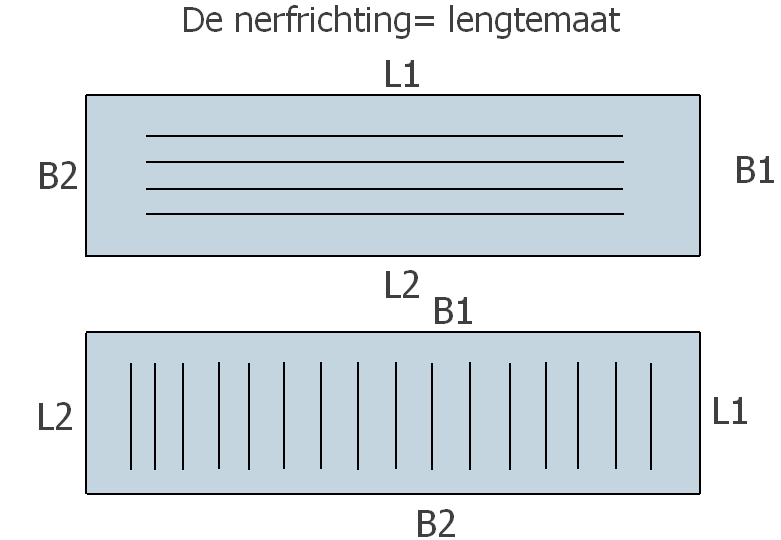 De nerfrichting= lengtemaat
L1
B2
B1
L2
B1
L2
L1
B2